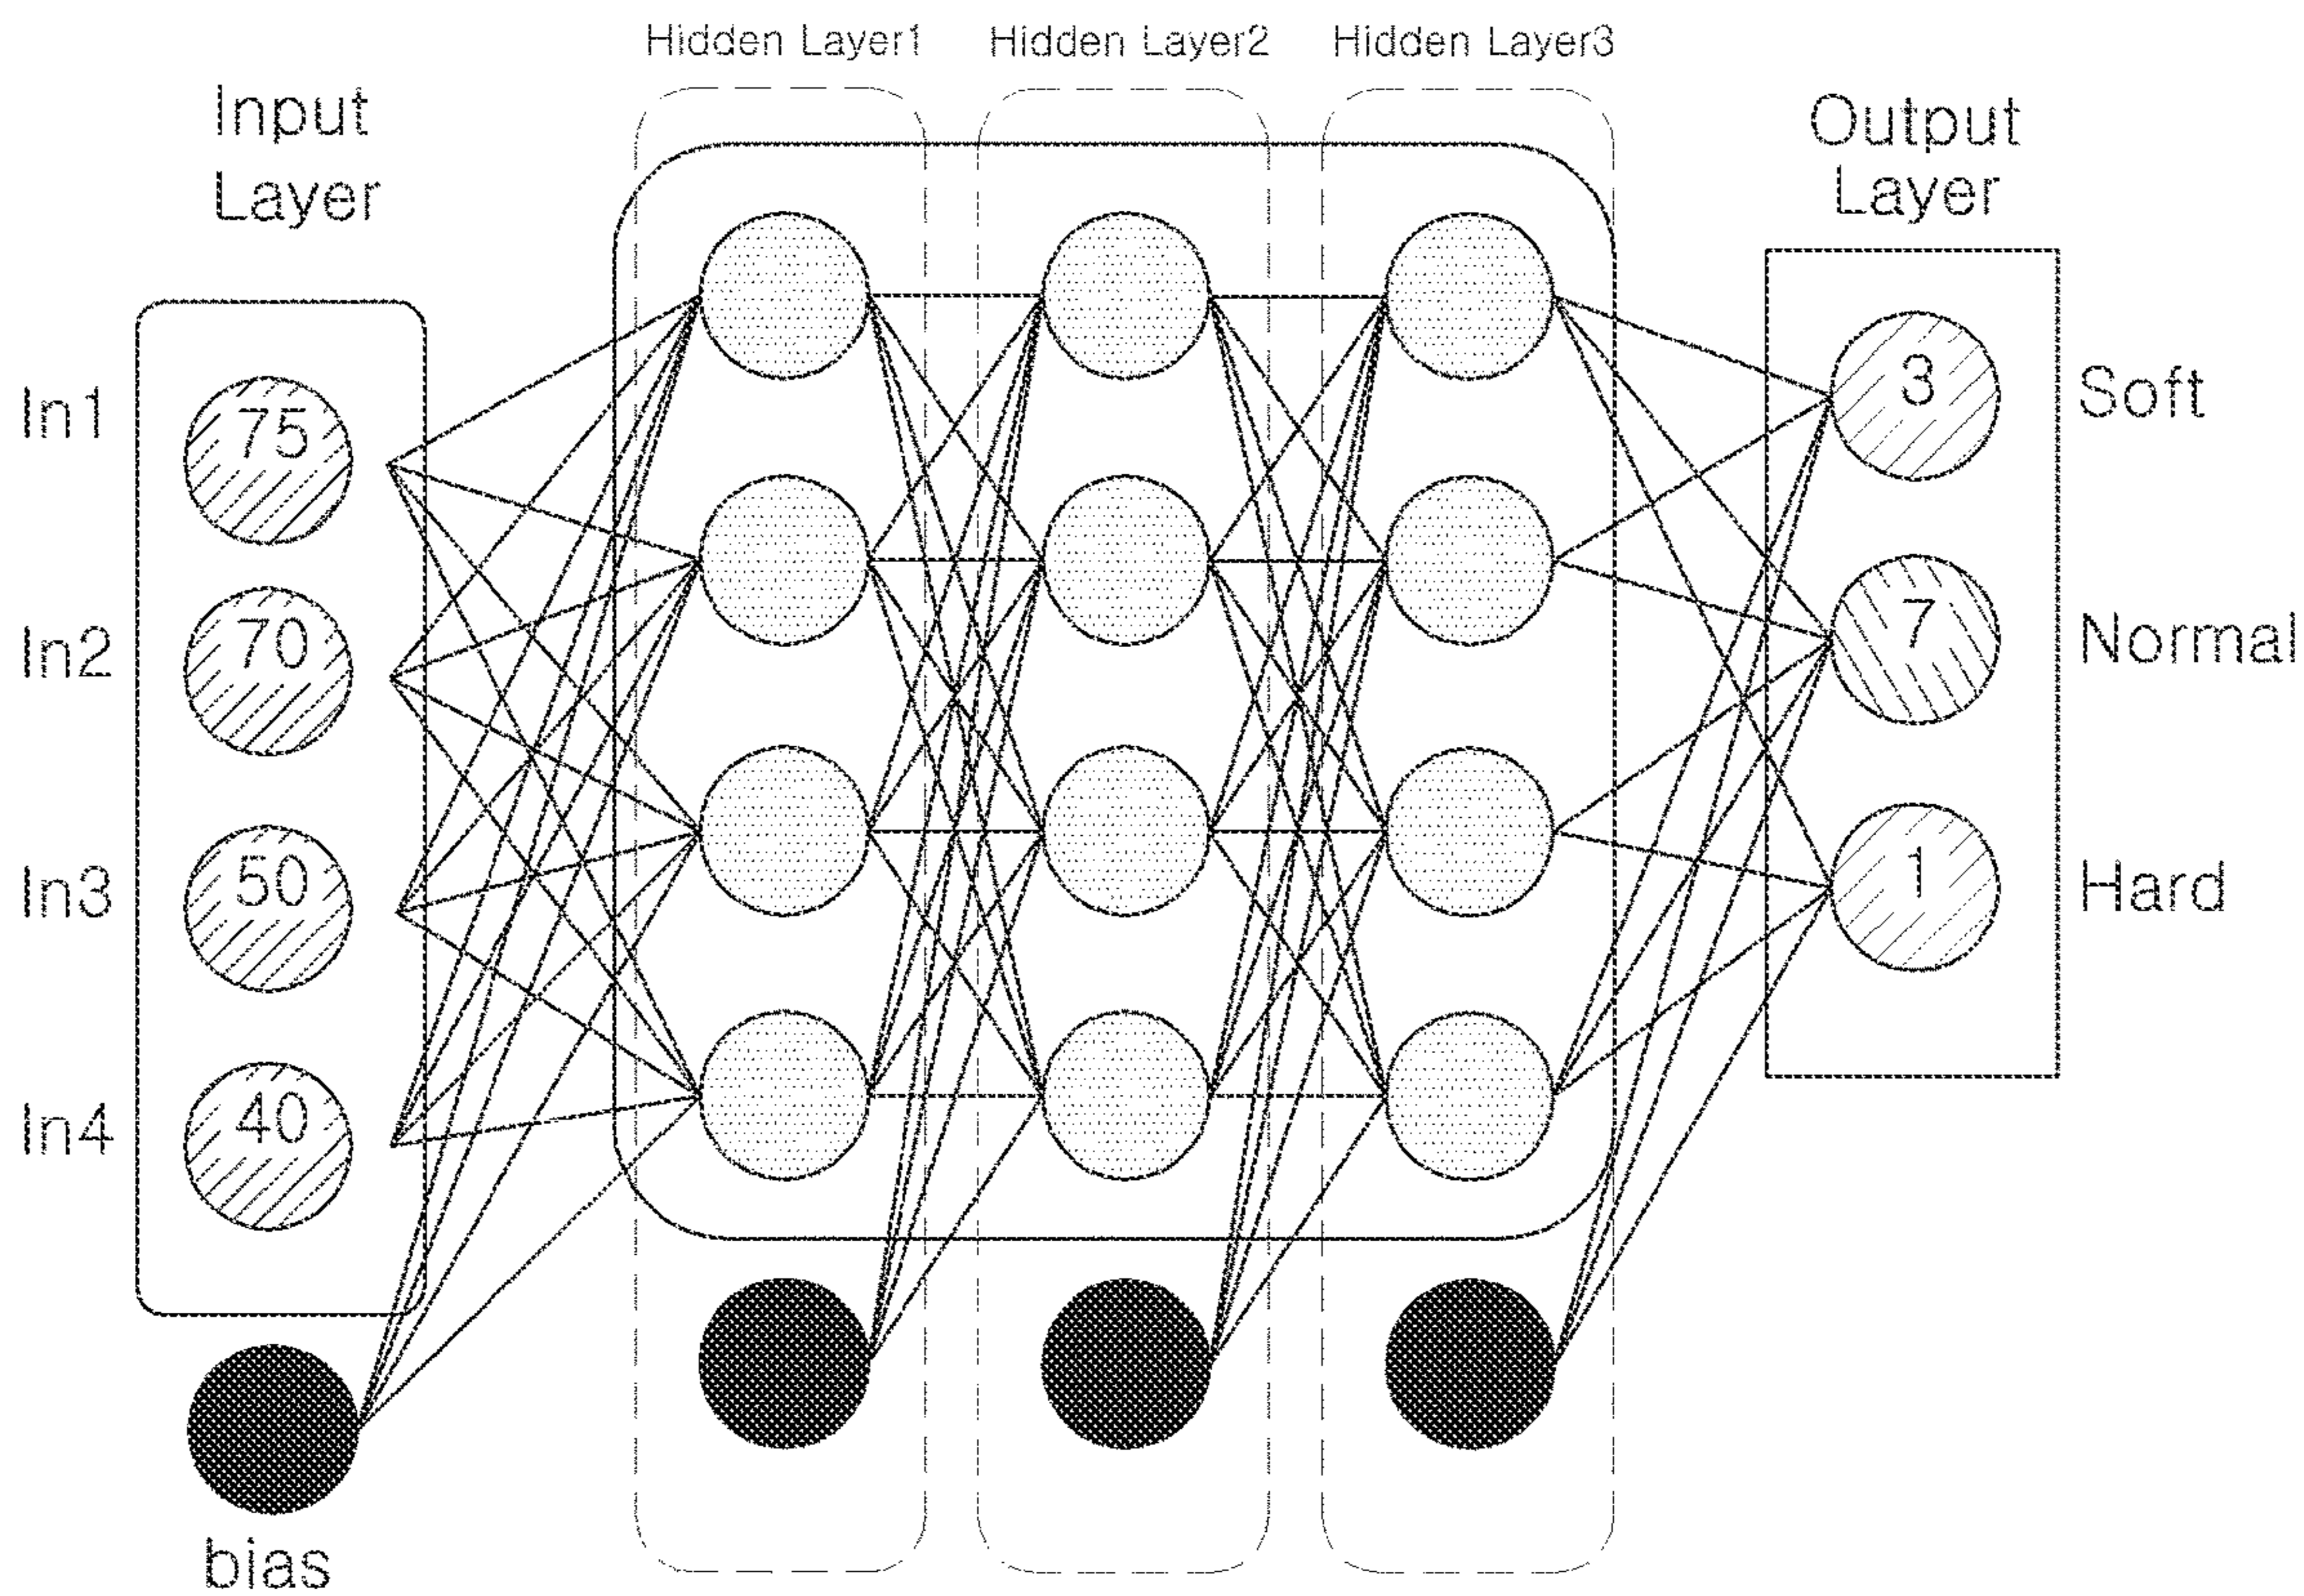 Hidden Layer1
Hidden Layer2
Hidden Layer3
Input
Layer
Output
Layer
In1
75
In2
70
In3
50
In4
40
bias
3
Soft
7
Normal
1
Hard